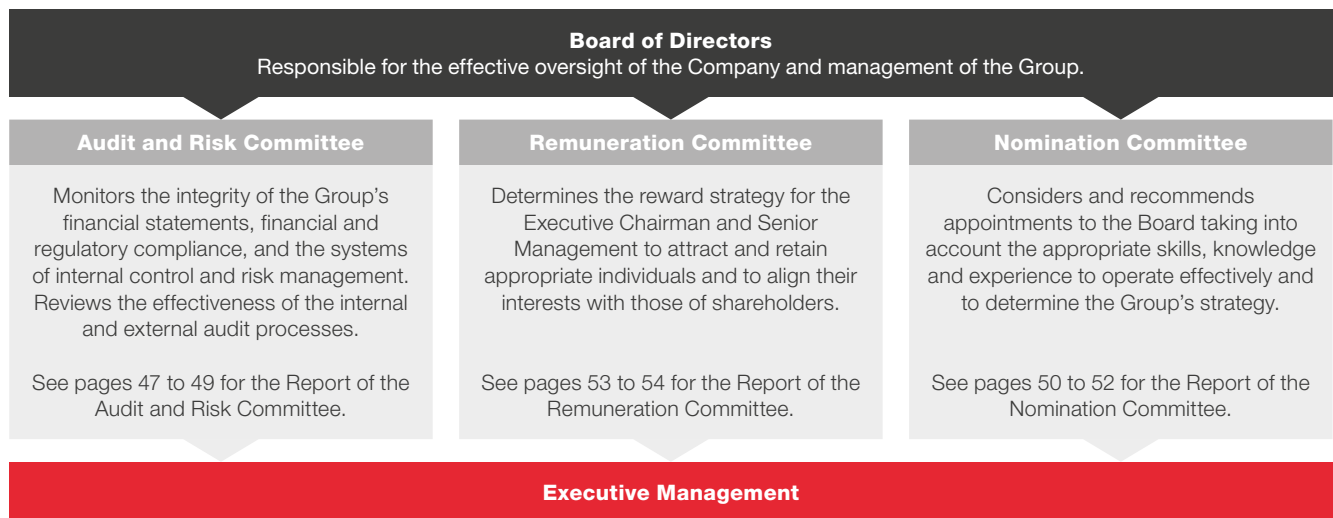 Board of Directors
Responsible for the effective oversight of the Company and management of the Group.
Audit and Risk Committee
Monitors the integrity of the Group’s
financial statements, financial and
regulatory compliance, and the systems
of internal control and risk management.
Reviews the effectiveness of the internal
and external audit processes.
See pages 47 to 49 for the Report of the
Audit and Risk Committee.
Remuneration Committee
Determines the reward strategy for the
Executive Chairman and Senior
Management to attract and retain
appropriate individuals and to align their
interests with those of shareholders.
See pages 53 to 54 for the Report of the
Remuneration Committee.
Nomination Committee
Considers and recommends
appointments to the Board taking into
account the appropriate skills, knowledge
and experience to operate effectively and
to determine the Group’s strategy.
See pages 50 to 52 for the Report of the
Nomination Committee.
Executive Management